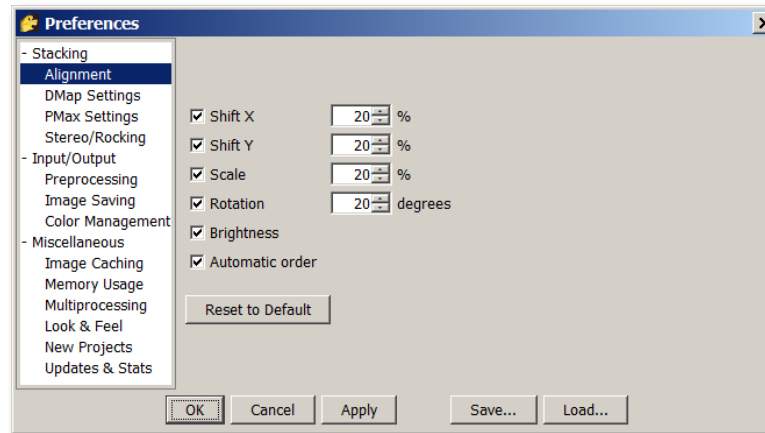 Preferences
- Stacking
Alignment
DMap Settings
PMax Settings
Stereo/Rocking
- Input/Output
Preprocessing
Image Saving
Color Management
- Miscellaneous
Image Caching
Memory Usage
Multiprocessing
Look & Feel
New Projects
Updates & Stats
Shift X 20 %
Shift Y 20 %
Scale 20 %
Rotation 20 degrees
Brightness
Automatic order
Reset to Default
OK Cancel Apply Save... Load...